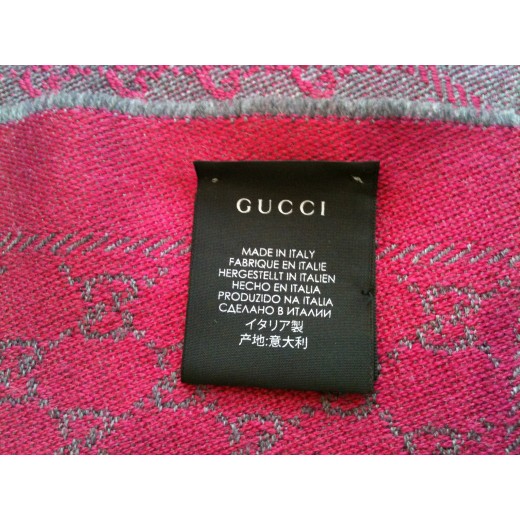 GUCCI
MADE IN ITALY
FABRIQUE EN ITALIE
HERGESTELLT IN ITALIEN
HECHO EN ITALIA
PRODUZIDO NA ITALIA
СДЕЛАНО В ИТАЛИИ
イタリア製
产地:意大利